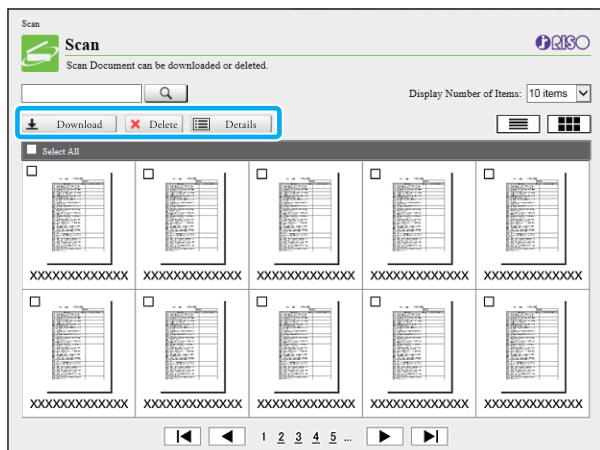 Scan
Scan
RISO
Scan Document can be downloaded or deleted.
Display Number of Items: 10 items
Download Delete Details
Select All
XXXXXXXXXXXXX XXXXXXXXXXXXX XXXXXXXXXXXXX XXXXXXXXXXXXX XXXXXXXXXXXXX
XXXXXXXXXXXXX XXXXXXXXXXXXX XXXXXXXXXXXXX XXXXXXXXXXXXX XXXXXXXXXXXXX
1 2 3 4 5 ...